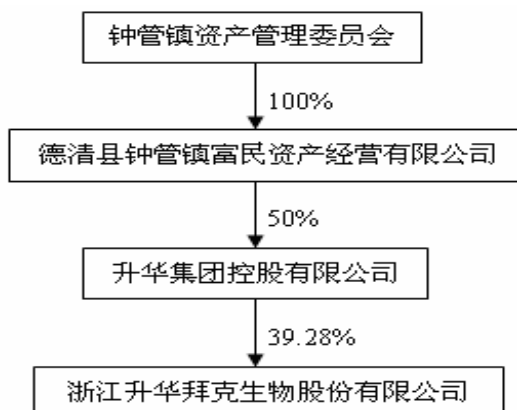 钟管镇资产管理委员会
100%
德清县钟管镇富民资产经营有限公司
50%
升华集团控股有限公司
39.28%
浙江升华拜克生物股份有限公司